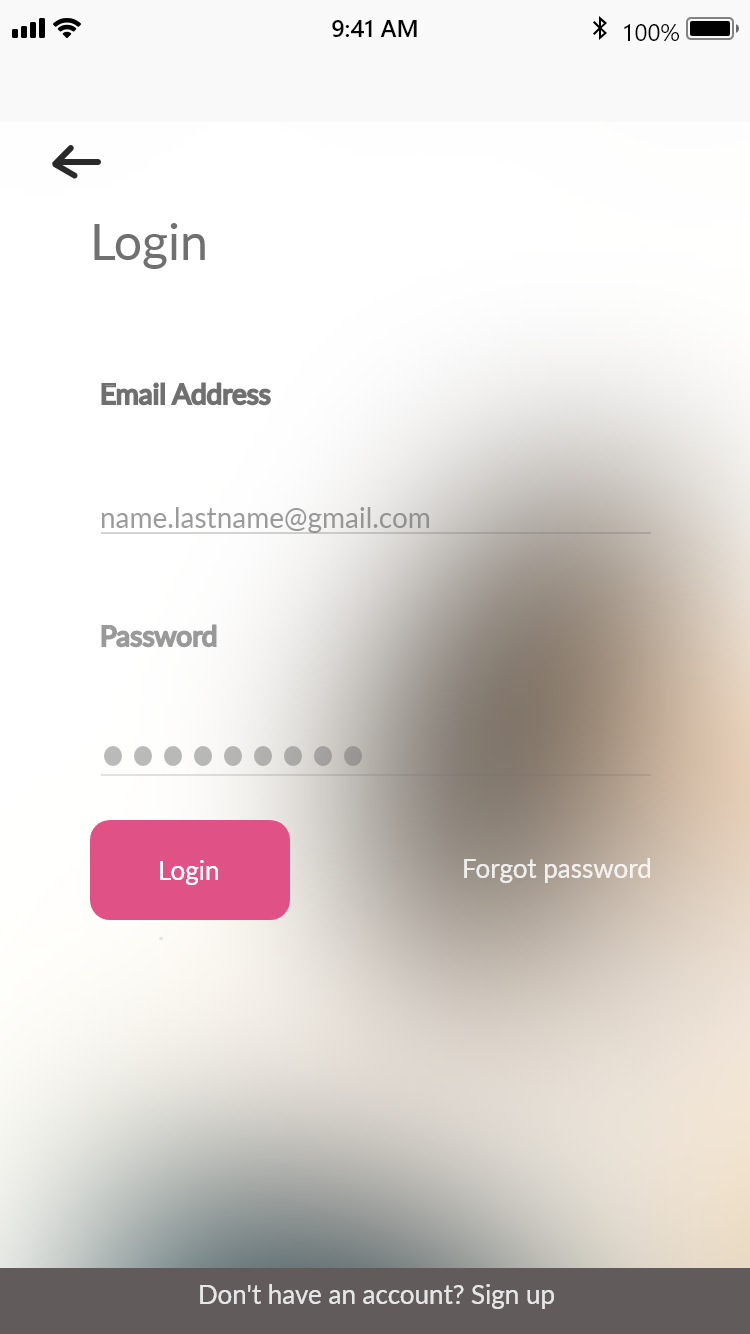 9:41 AM
100%
Login
Email Address
name.lastname@gmail.com
Password
Login
Forgot password
Don't have an account? Sign up